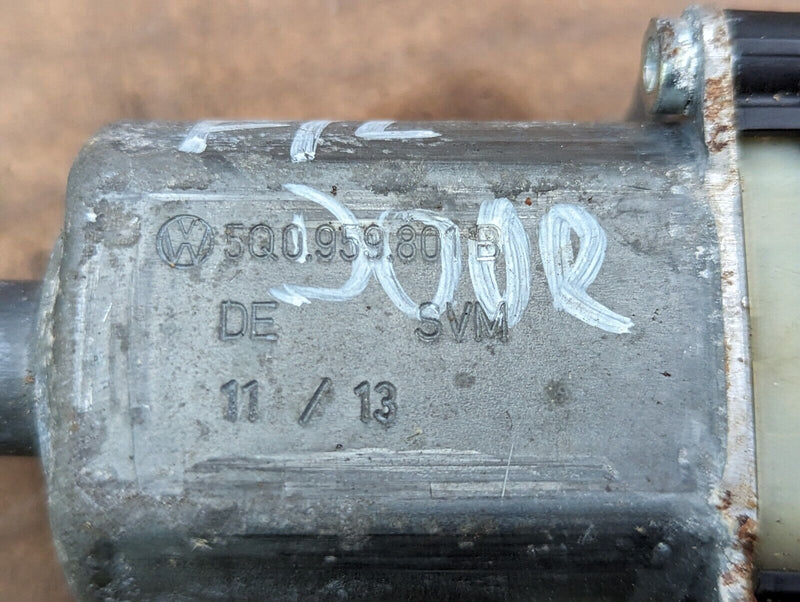 DOOR
5Q0.959.801 B
DE SVM
11 / 13